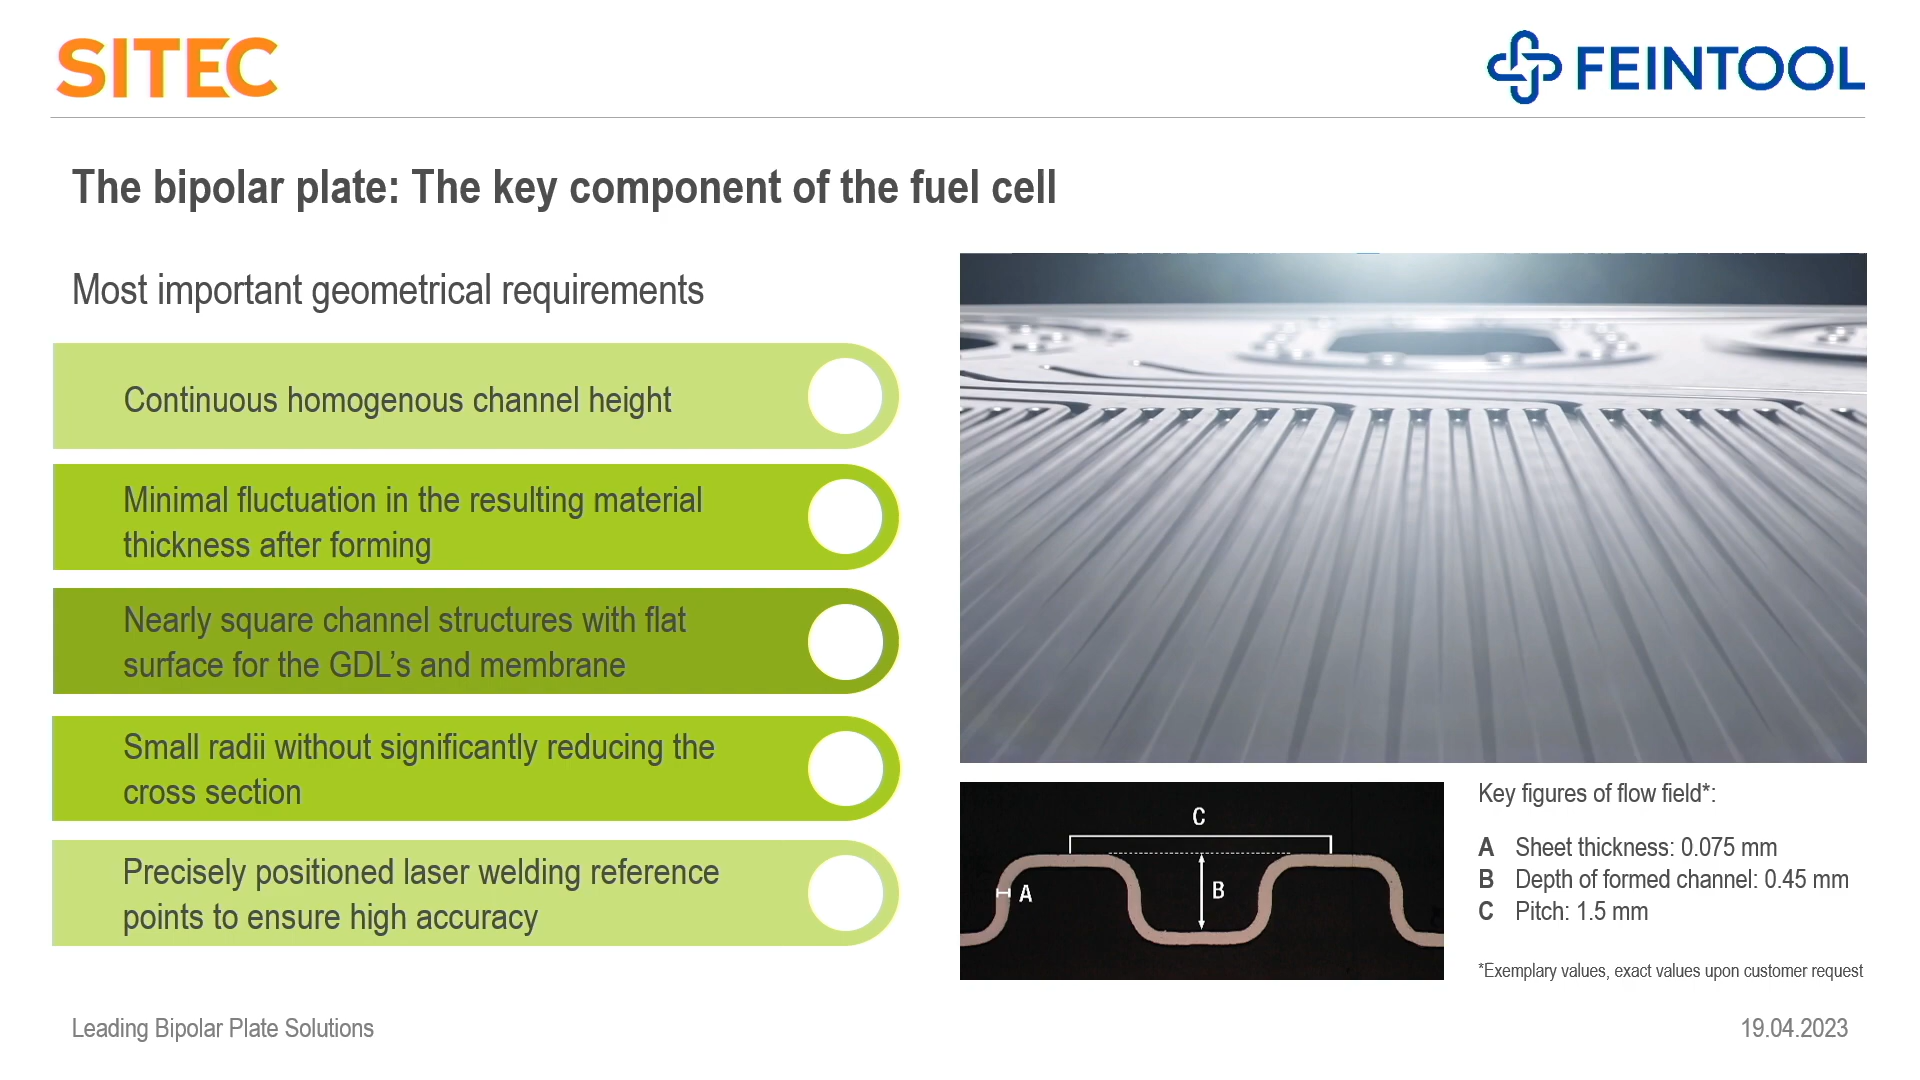 SITEC
FEINTOOL
The bipolar plate: The key component of the fuel cell
Most important geometrical requirements
Continuous homogenous channel height
Minimal fluctuation in the resulting material
thickness after forming
Nearly square channel structures with flat
surface for the GDL’s and membrane
Small radii without significantly reducing the
cross section
Precisely positioned laser welding reference
points to ensure high accuracy
C
A
B
Key figures of flow field*:
A Sheet thickness: 0.075 mm
B Depth of formed channel: 0.45 mm
C Pitch: 1.5 mm
*Exemplary values, exact values upon customer request
Leading Bipolar Plate Solutions
19.04.2023